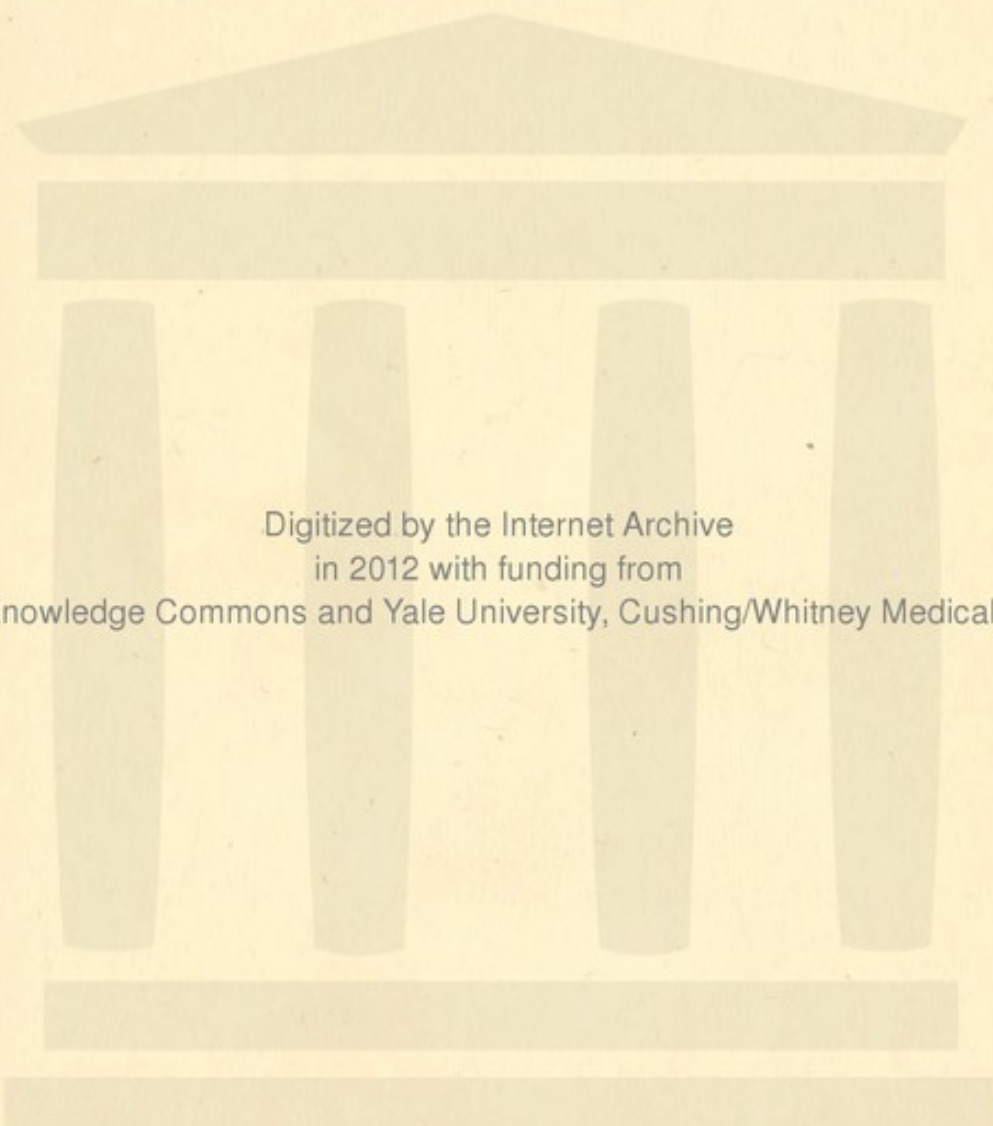 Digitized by the Internet Archive
in 2012 with funding from
nowledge Commons and Yale University, Cushing/Whitney Medical